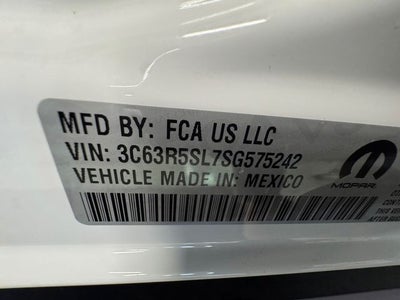 MFD BY: FCA US LLC
VIN: 3C63R5SL7SG575242
VEHICLE MADE IN: MEXICO
MOPAR